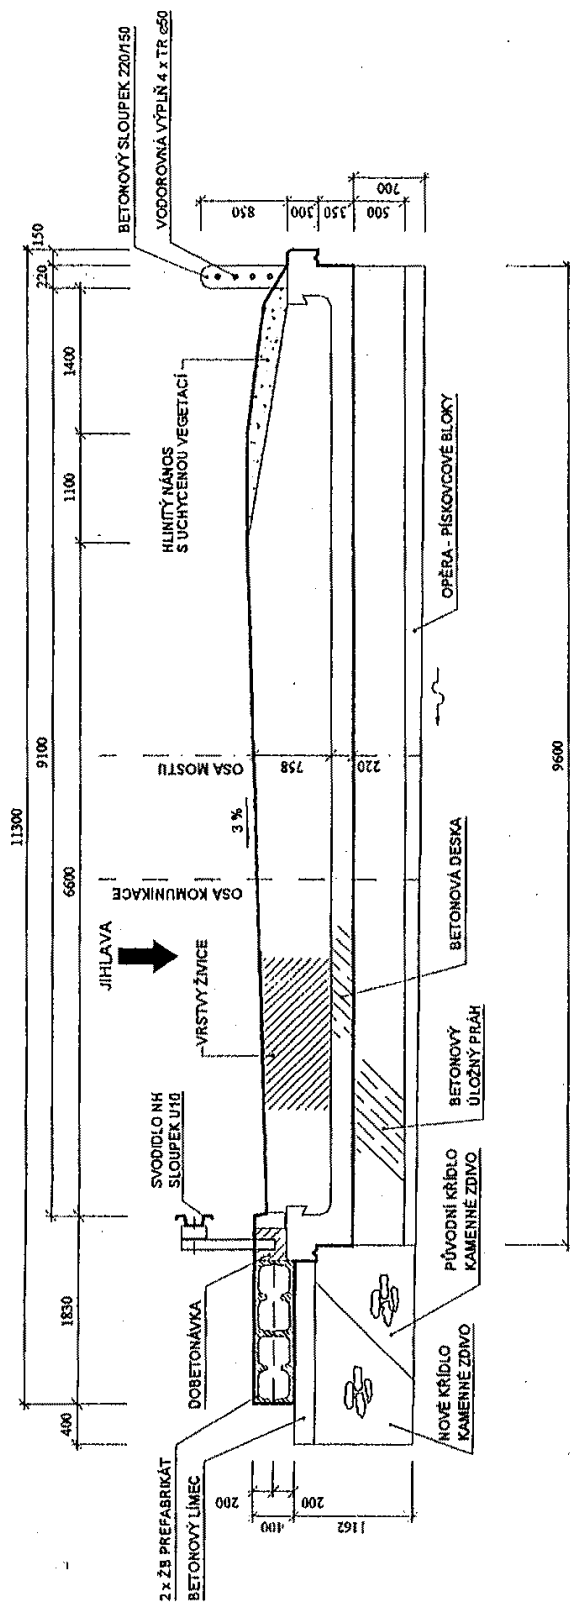 BETONOVÝ SLOUPEK 220/150
VODOROVNÁ VÝPLŇ 4 x TR ø50
150
220
1400
1100
9100
11300
6600
1830
400
850
300
350
500
700
HLINITÝ NÁNOS
S UCHYCENOU VEGETACÍ
OPĚRA - PÍSKOVCOVÉ BLOKY
OSA MOSTU
758
220
3 %
OSA KOMUNIKACE
9600
JIHLAVA
VRSTVY ŽIVICE
BETONOVÁ DESKA
BETONOVÝ
ÚLOŽNÝ PRÁH
SVODIDLO NH
SLOUPEK U10
PŮVODNÍ KŘÍDLO
KAMENNÉ ZDIVO
DOBETONÁVKA
NOVÉ KŘÍDLO
KAMENNÉ ZDIVO
2 x ŽB PREFABRIKÁT
BETONOVÝ LÍMEC
200
400
200
1162